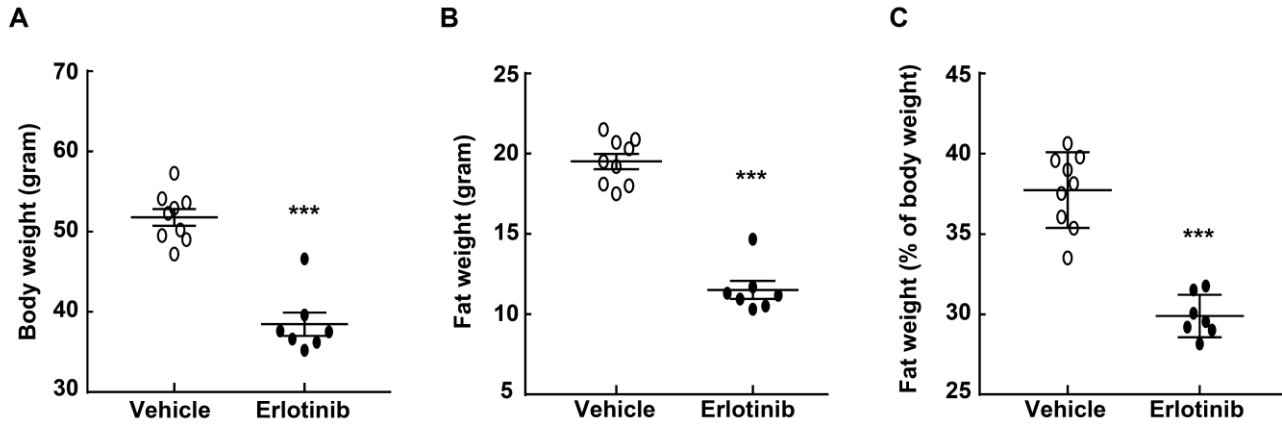 A
Body weight (gram)
70
60
50
40
30
***
Vehicle
Erlotinib
B
Fat weight (gram)
25
20
15
10
5
***
Vehicle
Erlotinib
C
Fat weight (% of body weight)
45
40
35
30
25
***
Vehicle
Erlotinib